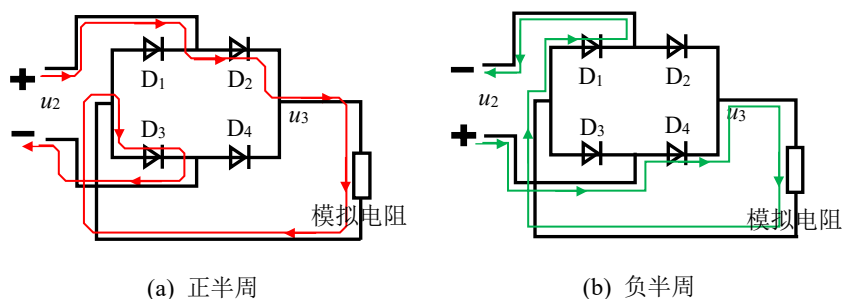 +
u₂
−
D₁
D₂
D₃
D₄
u₃
模拟电阻
(a) 正半周
−
u₂
+
D₁
D₂
D₃
D₄
u₃
模拟电阻
(b) 负半周